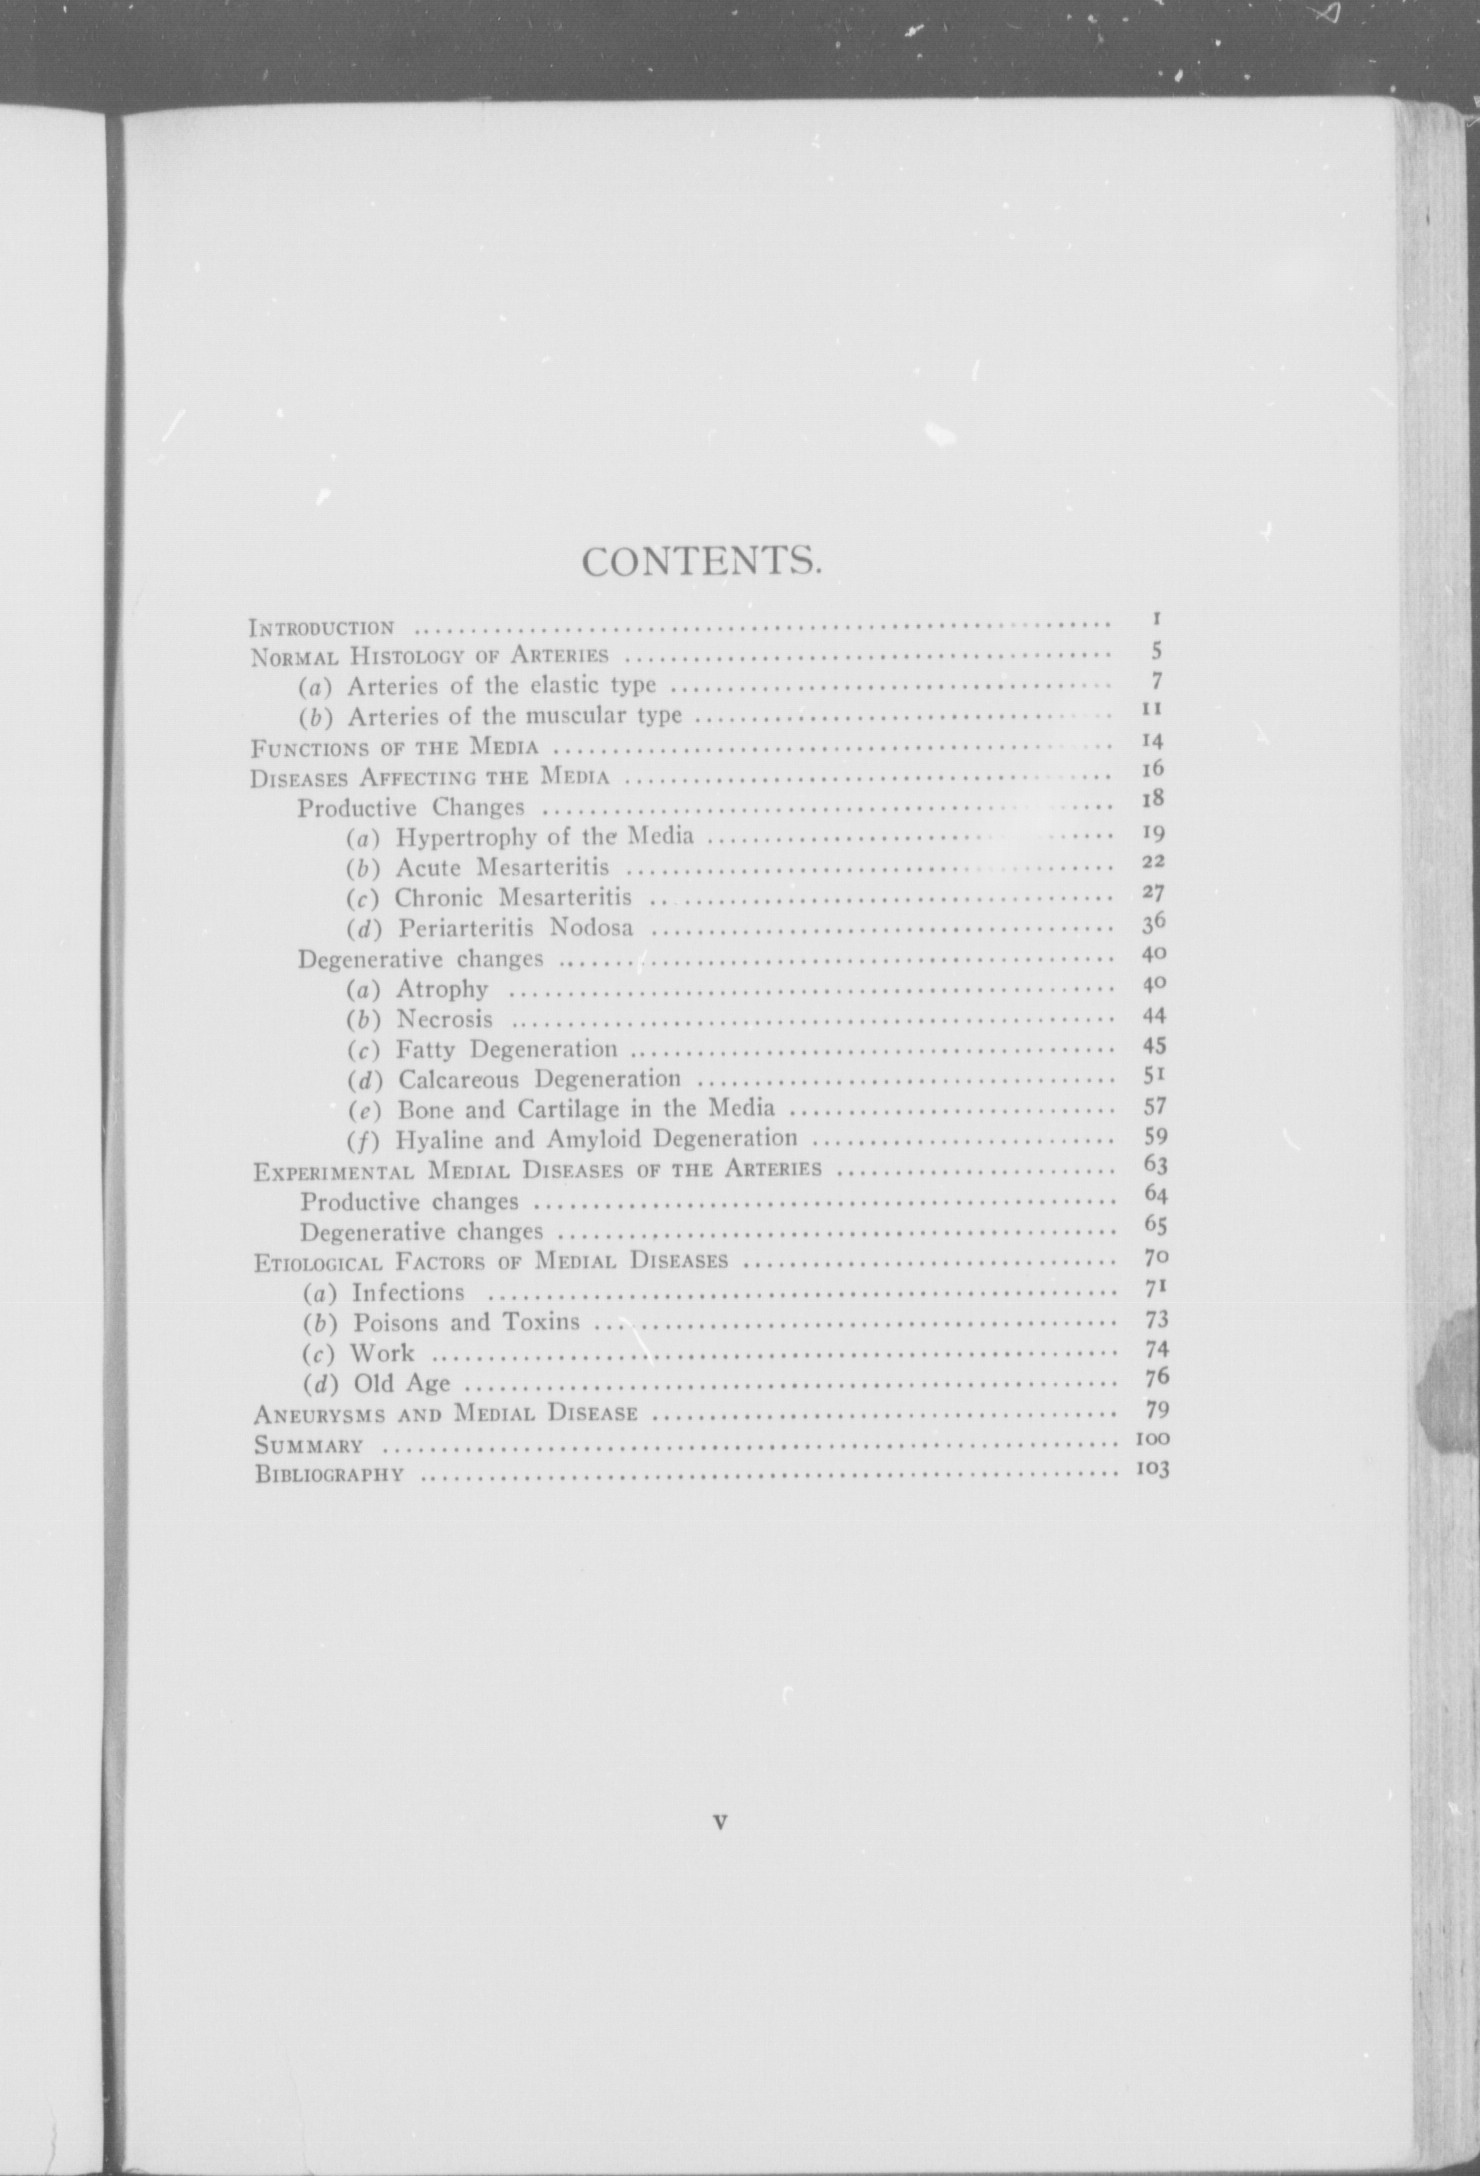 CONTENTS.
INTRODUCTION ........................................ 1
NORMAL HISTOLOGY OF ARTERIES ........................................ 5
(a) Arteries of the elastic type ........................................ 7
(b) Arteries of the muscular type ........................................ 11
FUNCTIONS OF THE MEDIA ........................................ 14
DISEASES AFFECTING THE MEDIA ........................................ 16
Productive Changes ........................................ 18
(a) Hypertrophy of the Media ........................................ 19
(b) Acute Mesarteritis ........................................ 22
(c) Chronic Mesarteritis ........................................ 27
(d) Periarteritis Nodosa ........................................ 36
Degenerative changes ........................................ 40
(a) Atrophy ........................................ 40
(b) Necrosis ........................................ 44
(c) Fatty Degeneration ........................................ 45
(d) Calcareous Degeneration ........................................ 51
(e) Bone and Cartilage in the Media ........................................ 57
(f) Hyaline and Amyloid Degeneration ........................................ 59
EXPERIMENTAL MEDIAL DISEASES OF THE ARTERIES ........................................ 63
Productive changes ........................................ 64
Degenerative changes ........................................ 65
ETIOLOGICAL FACTORS OF MEDIAL DISEASES ........................................ 70
(a) Infections ........................................ 71
(b) Poisons and Toxins ........................................ 73
(c) Work ........................................ 74
(d) Old Age ........................................ 76
ANEURYSMS AND MEDIAL DISEASE ........................................ 79
SUMMARY ........................................ 100
BIBLIOGRAPHY ........................................ 103
v